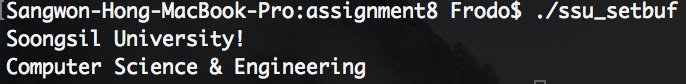 Sangwon-Hong-MacBook-Pro:assignment8 Frodo$ ./ssu_setbuf
Soongsil University!
Computer Science & Engineering